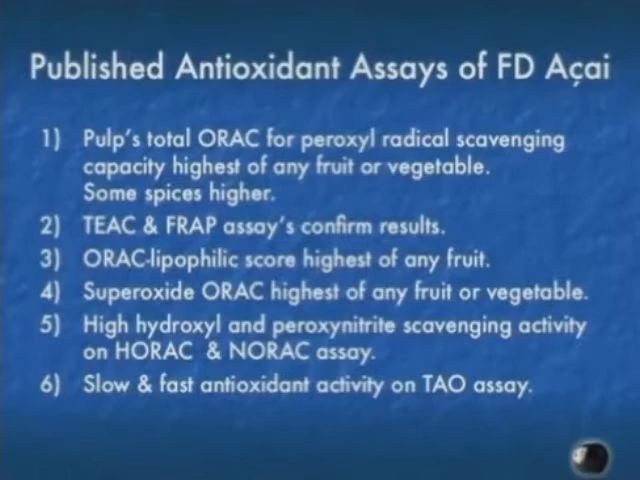 Published Antioxidant Assays of FD Açai
1) Pulp's total ORAC for peroxyl radical scavenging
capacity highest of any fruit or vegetable.
Some spices higher.
2) TEAC & FRAP assay's confirm results.
3) ORAC-lipophilic score highest of any fruit.
4) Superoxide ORAC highest of any fruit or vegetable.
5) High hydroxyl and peroxynitrite scavenging activity
on HORAC & NORAC assay.
6) Slow & fast antioxidant activity on TAO assay.